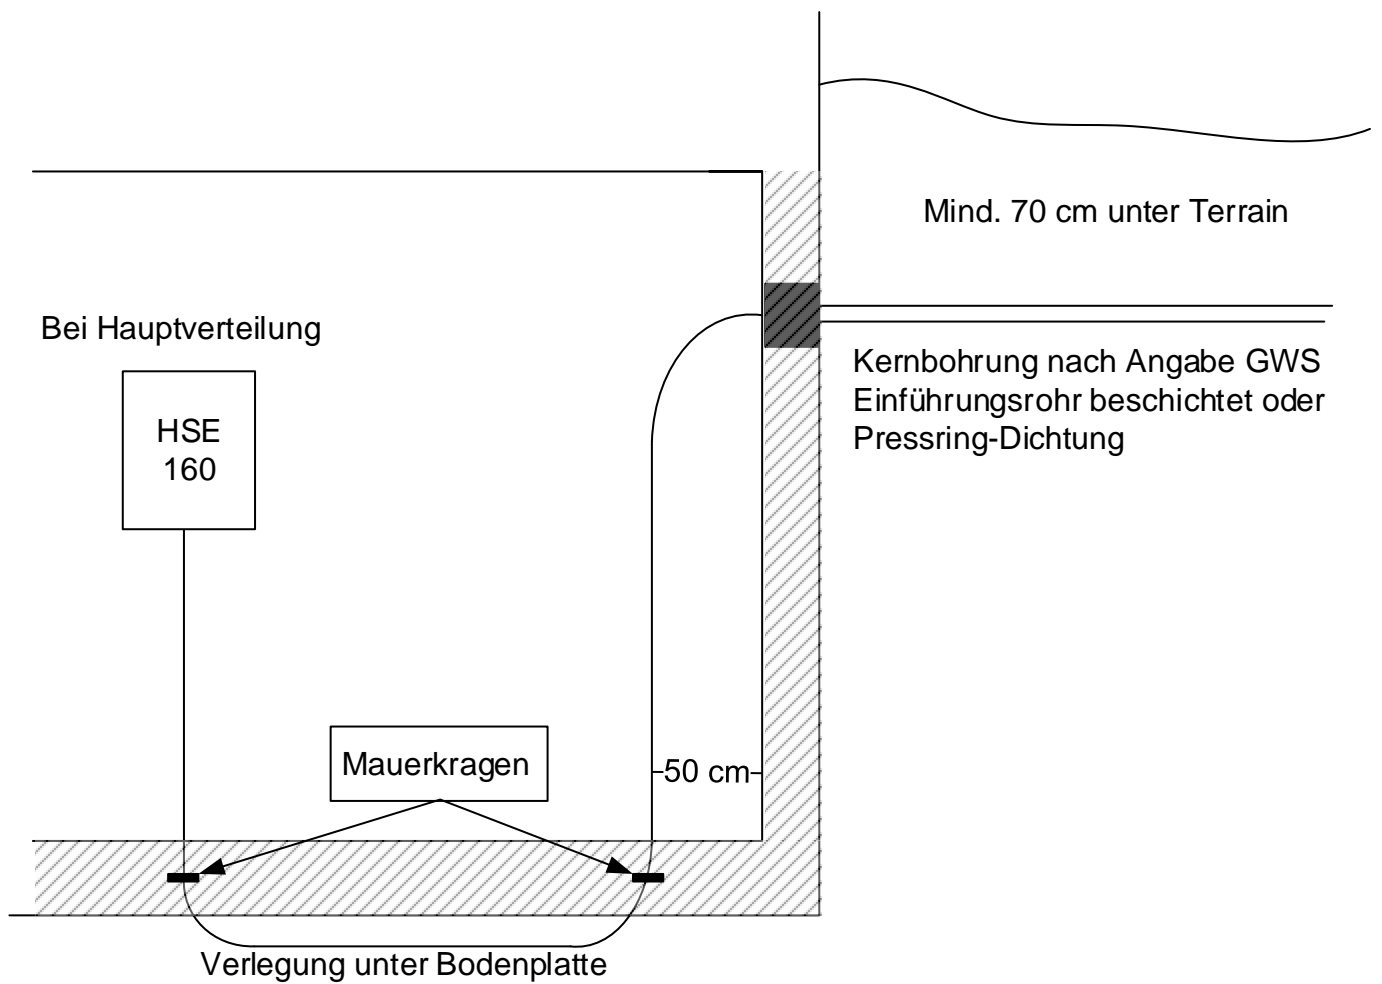 Mind. 70 cm unter Terrain
Bei Hauptverteilung
Kernbohrung nach Angabe GWS
Einführungsrohr beschichtet oder
Pressring-Dichtung
HSE
160
Mauerkragen
50 cm
Verlegung unter Bodenplatte